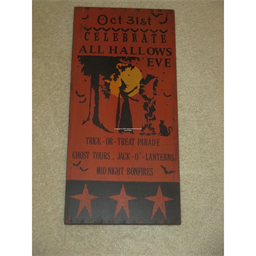 Oct 31st
CELEBRATE
ALL HALLOWS
EVE
TRICK-OR-TREAT PARADE
GHOST TOURS , JACK-O'-LANTERNS
MIDNIGHT BONFIRES